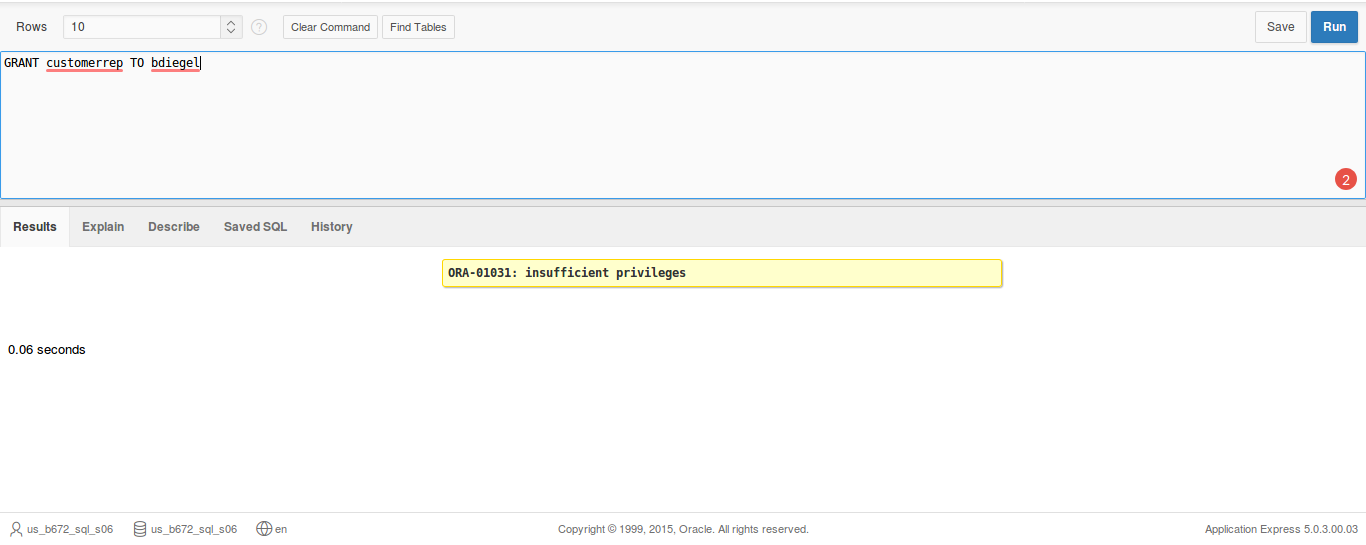 Rows 10 ? Clear Command Find Tables Save Run
GRANT customerrep TO bdiegel
2
Results Explain Describe Saved SQL History
ORA-01031: insufficient privileges
0.06 seconds
us_b672_sql_s06 us_b672_sql_s06 en Copyright © 1999, 2015, Oracle. All rights reserved. Application Express 5.0.3.00.03